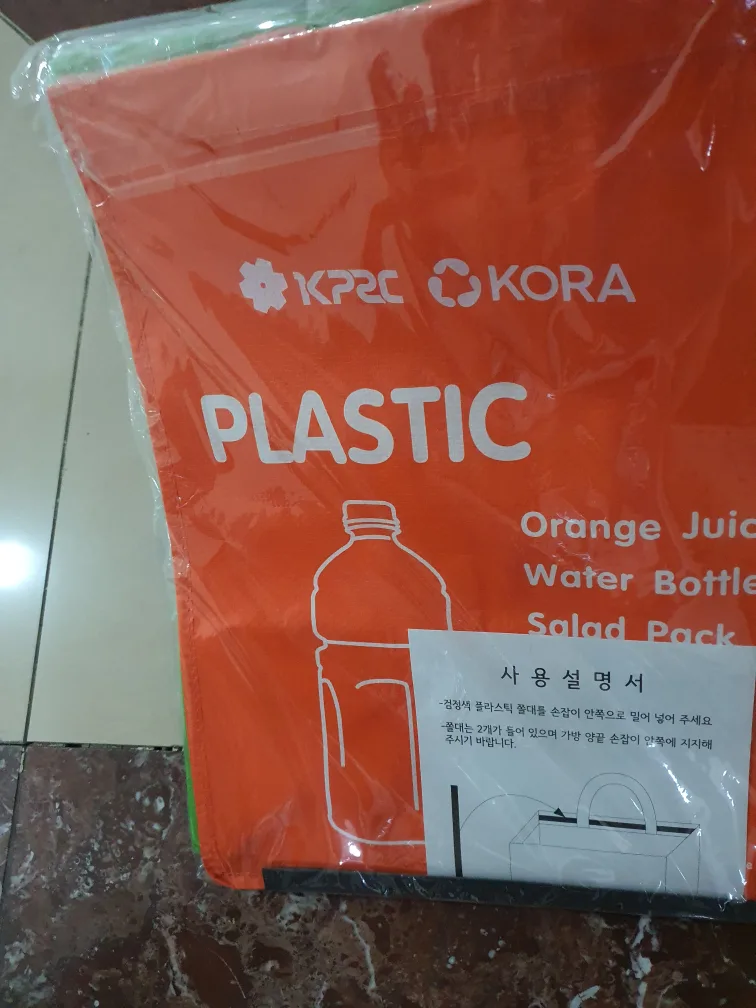 KPRC KORA
PLASTIC
Orange Juic
Water Bottle
Salad Pack
사용설명서
-검정색 플라스틱 쫄대를 손잡이 안쪽으로 밀어 넣어 주세요
-쫄대는 2개가 들어 있으며 가방 양끝 손잡이 안쪽에 지지해
주시기 바랍니다.